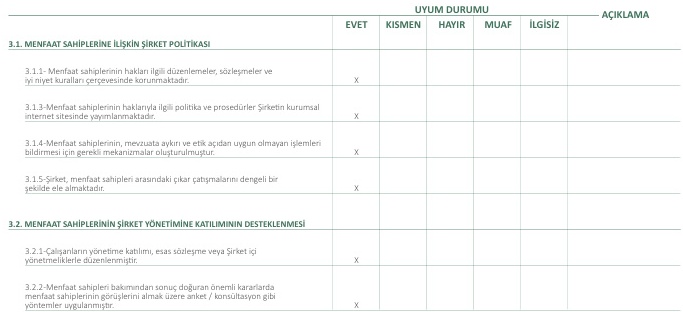 UYUM DURUMU
AÇIKLAMA
EVET KISMEN HAYIR MUAF İLGİSİZ
3.1. MENFAAT SAHİPLERİNE İLİŞKİN ŞİRKET POLİTİKASI
3.1.1- Menfaat sahiplerinin hakları ilgili düzenlemeler, sözleşmeler ve
iyi niyet kuralları çerçevesinde korunmaktadır. X
3.1.3-Menfaat sahiplerinin haklarıyla ilgili politika ve prosedürler Şirketin kurumsal
internet sitesinde yayımlanmaktadır. X
3.1.4-Menfaat sahiplerinin, mevzuata aykırı ve etik açıdan uygun olmayan işlemleri
bildirmesi için gerekli mekanizmalar oluşturulmuştur. X
3.1.5-Şirket, menfaat sahipleri arasındaki çıkar çatışmalarını dengeli bir
şekilde ele almaktadır. X
3.2. MENFAAT SAHİPLERİNİN ŞİRKET YÖNETİMİNE KATILIMININ DESTEKLENMESİ
3.2.1-Çalışanların yönetime katılımı, esas sözleşme veya Şirket içi
yönetmeliklerle düzenlenmiştir. X
3.2.2-Menfaat sahipleri bakımından sonuç doğuran önemli kararlarda
menfaat sahiplerinin görüşlerini almak üzere anket / konsültasyon gibi
yöntemler uygulanmıştır. X